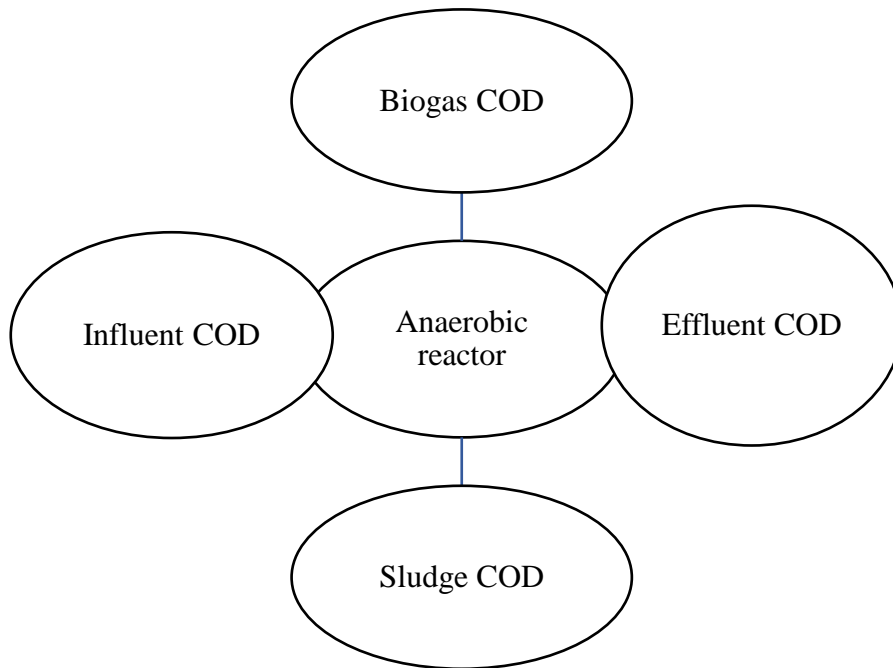 Biogas COD
Influent COD
Anaerobic
reactor
Effluent COD
Sludge COD